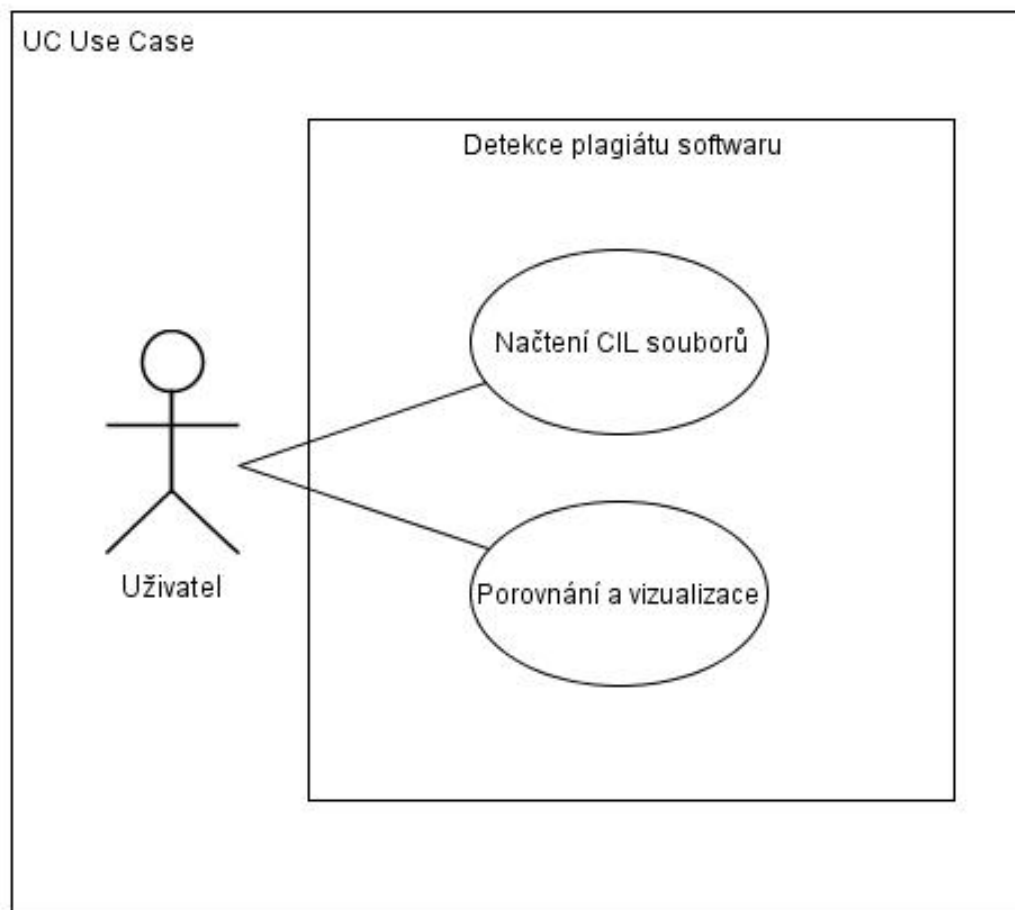 UC Use Case
Detekce plagiátu softwaru
Načtení CIL souborů
Uživatel
Porovnání a vizualizace